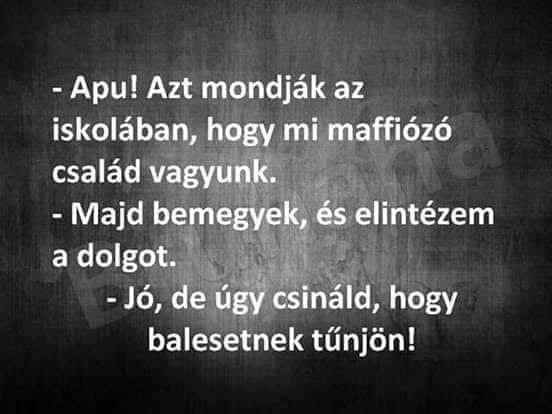 - Apu! Azt mondják az
iskolában, hogy mi maffiózó
család vagyunk.
- Majd bemegyek, és elintézem
a dolgot.
- Jó, de úgy csináld, hogy
balesetnek tűnjön!